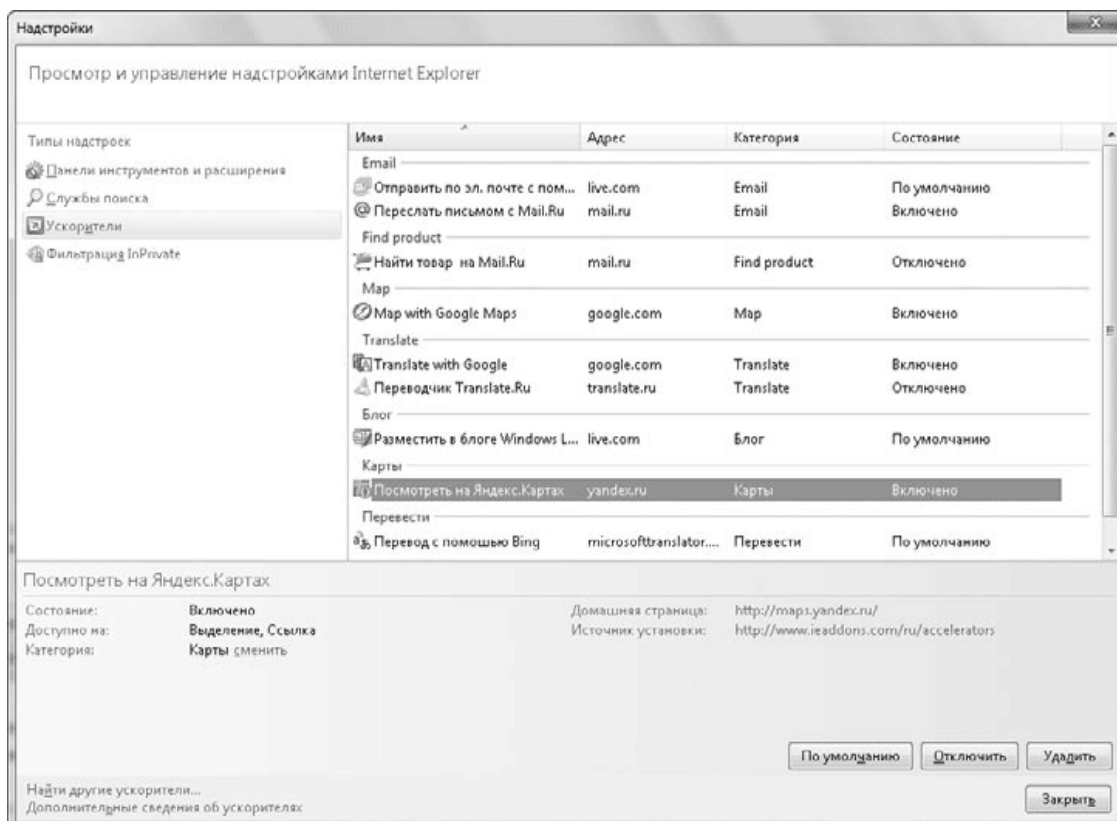 Надстройки
Просмотр и управление надстройками Internet Explorer
Типы надстроек
Панели инструментов и расширения
Службы поиска
Ускорители
Фильтрация InPrivate
Имя Адрес Категория Состояние
Email
Отправить по эл. почте с пом... live.com Email По умолчанию
Переслать письмом с Mail.Ru mail.ru Email Включено
Find product
Найти товар на Mail.Ru mail.ru Find product Отключено
Map
Map with Google Maps google.com Map Включено
Translate
Translate with Google google.com Translate Включено
Переводчик Translate.Ru translate.ru Translate Отключено
Блог
Разместить в блоге Windows L... live.com Блог По умолчанию
Карты
Посмотреть на Яндекс.Картах yandex.ru Карты Включено
Перевести
Перевод с помошью Bing microsofttranslator.... Перевести По умолчанию
Посмотреть на Яндекс.Картах
Состояние: Включено Домашняя страница: http://maps.yandex.ru/
Доступно на: Выделение, Ссылка Источник установки: http://www.ieaddons.com/ru/accelerators
Категория: Карты сменить
По умолчанию Отключить Удалить
Найти другие ускорители...
Дополнительные сведения об ускорителях
Закрыть